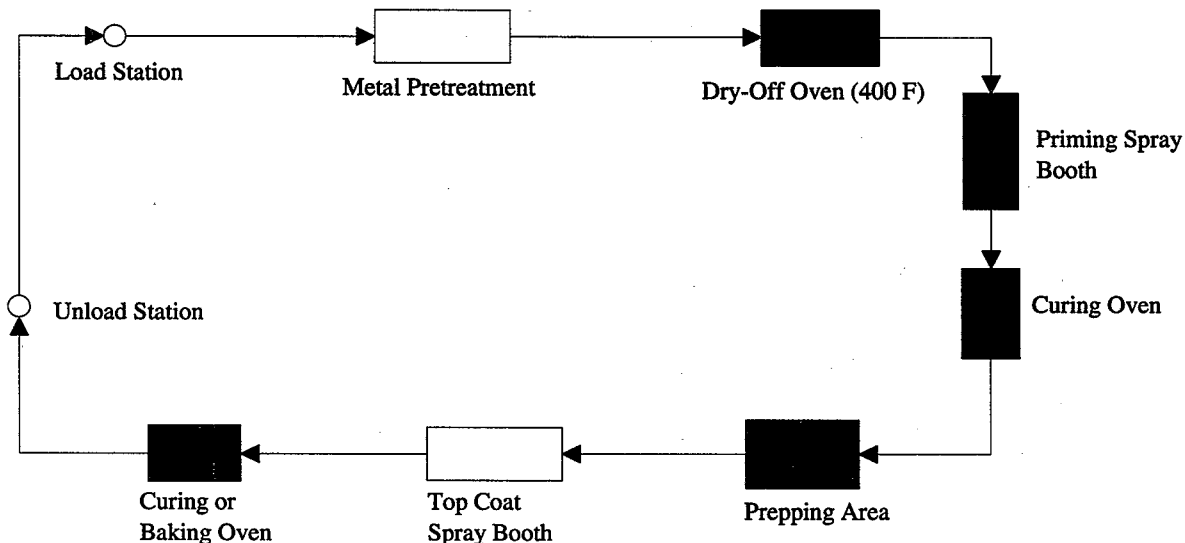 Load Station
Metal Pretreatment
Dry-Off Oven (400 F)
Priming Spray
Booth
Curing Oven
Unload Station
Curing or
Baking Oven
Top Coat
Spray Booth
Prepping Area